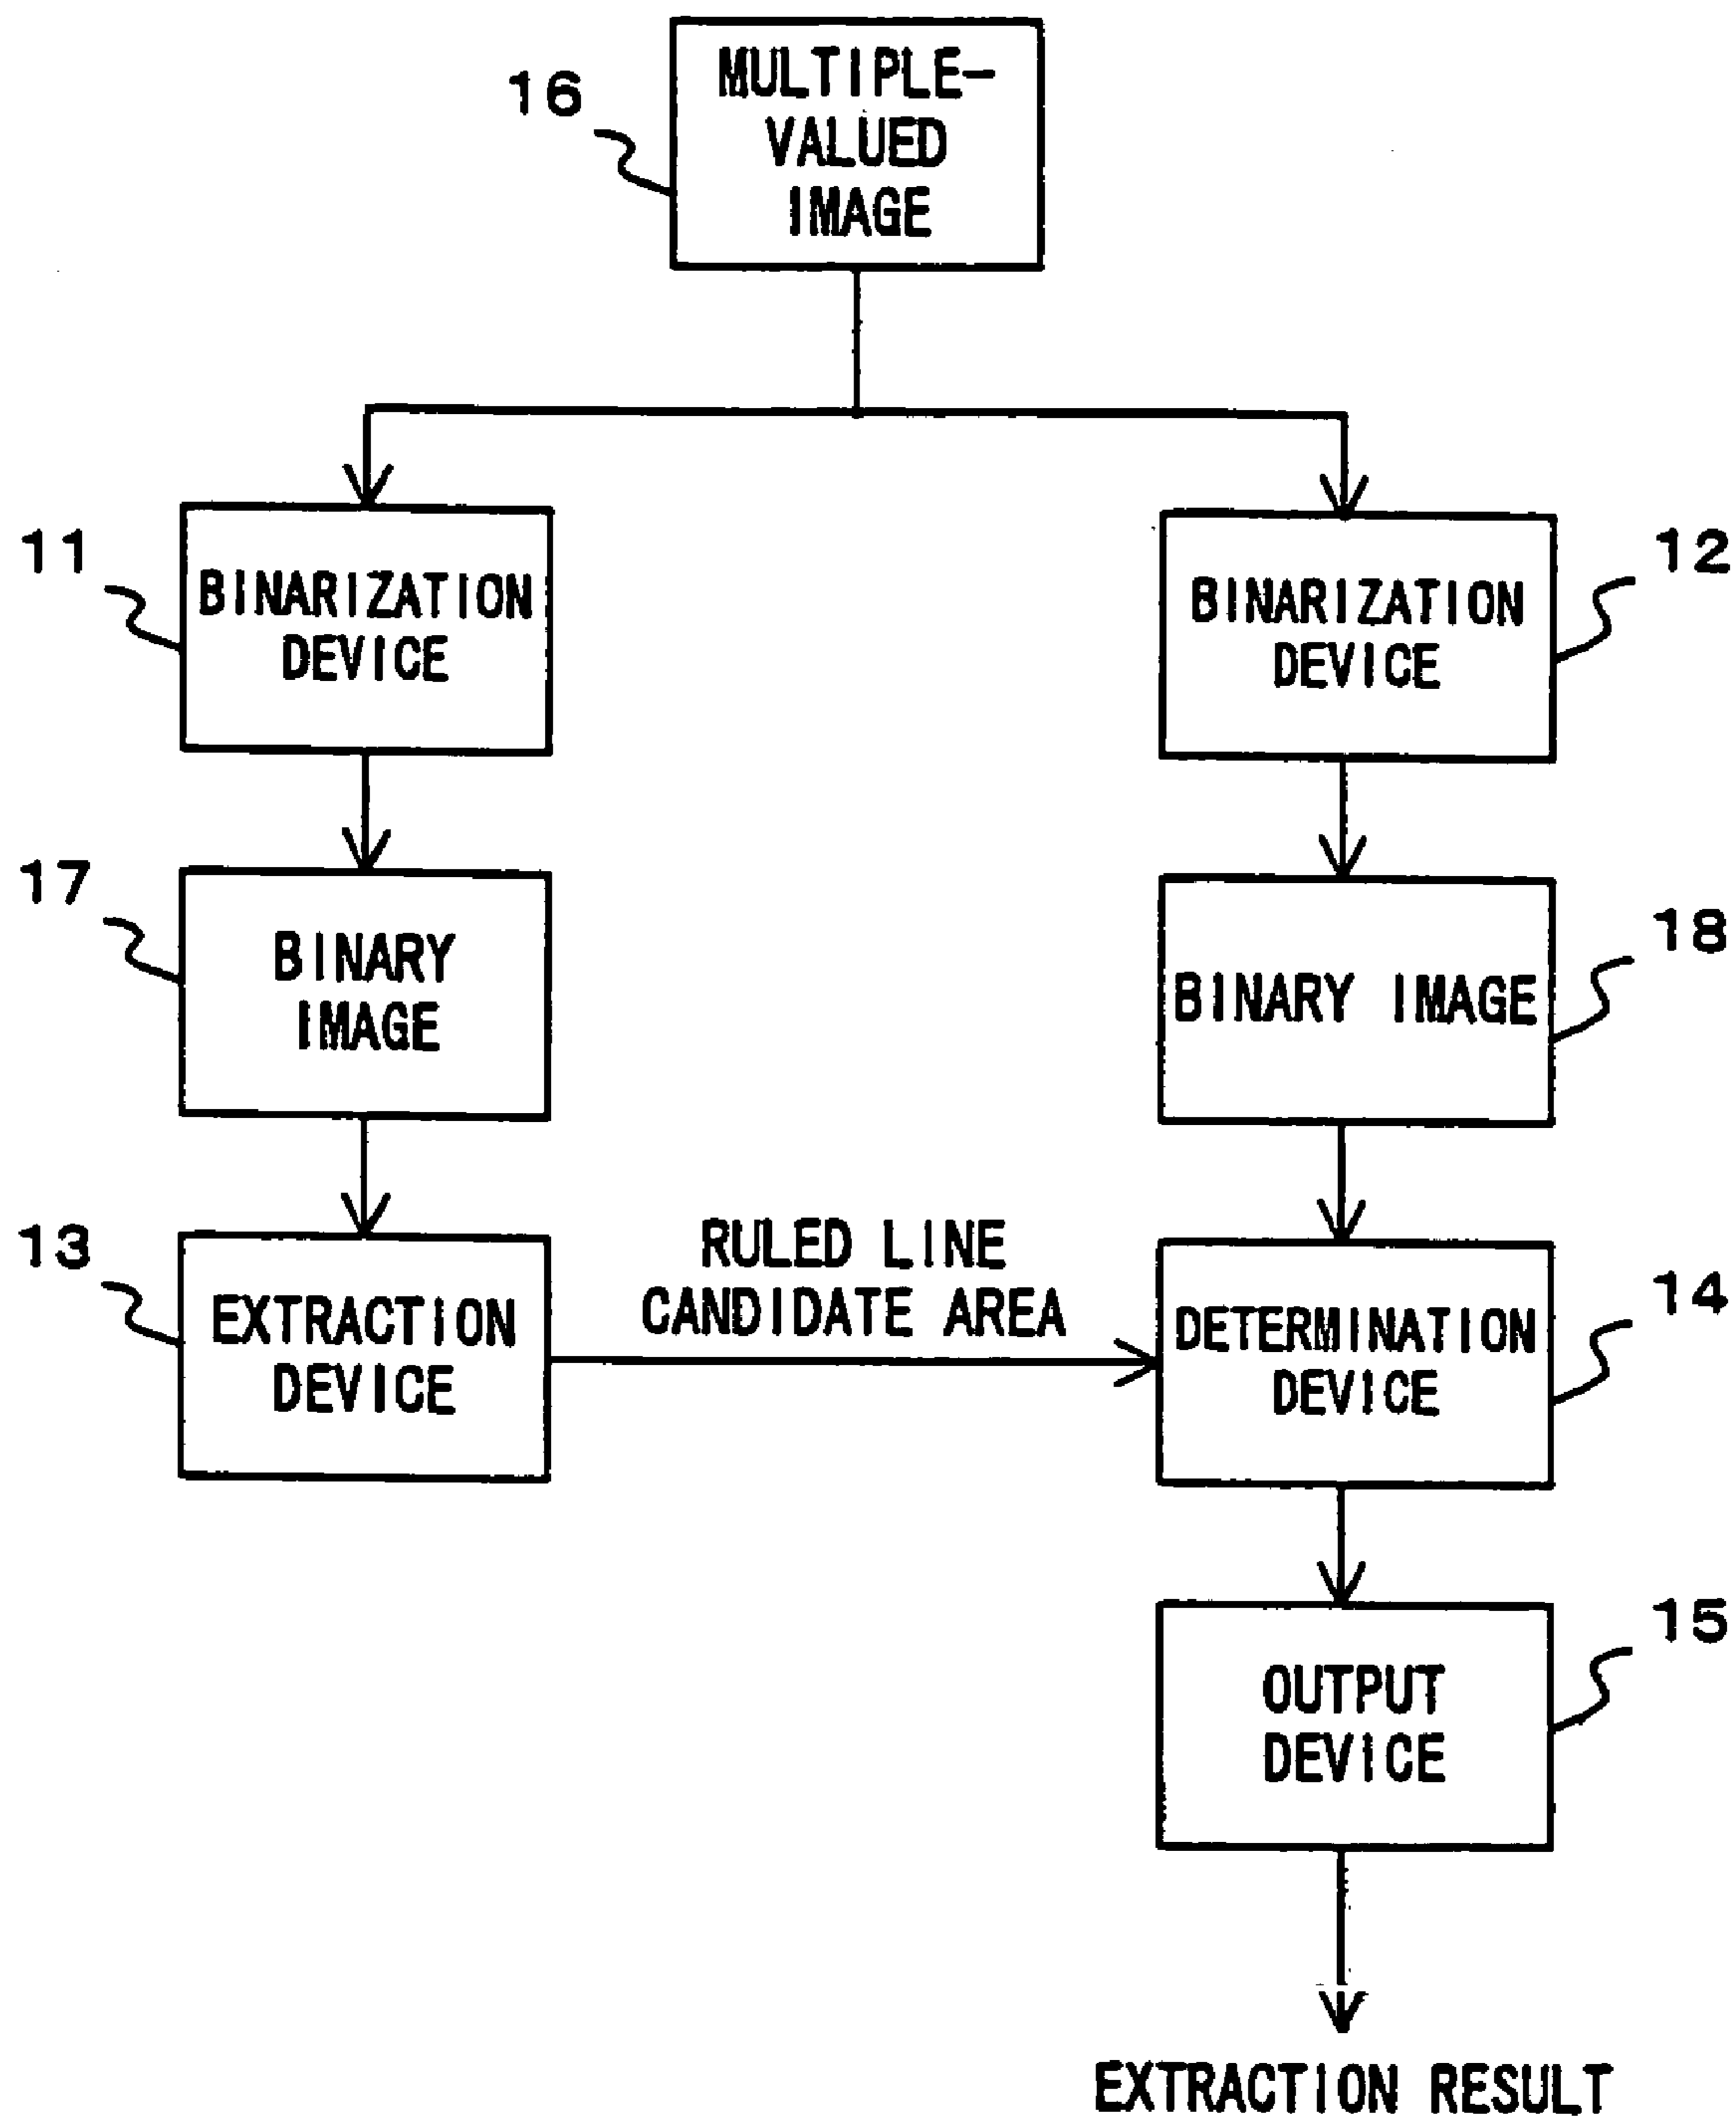 16
MULTIPLE-
VALUED
IMAGE
11
BINARIZATION
DEVICE
12
BINARIZATION
DEVICE
17
BINARY
IMAGE
18
BINARY IMAGE
13
EXTRACTION
DEVICE
RULED LINE
CANDIDATE AREA
14
DETERMINATION
DEVICE
15
OUTPUT
DEVICE
EXTRACTION RESULT